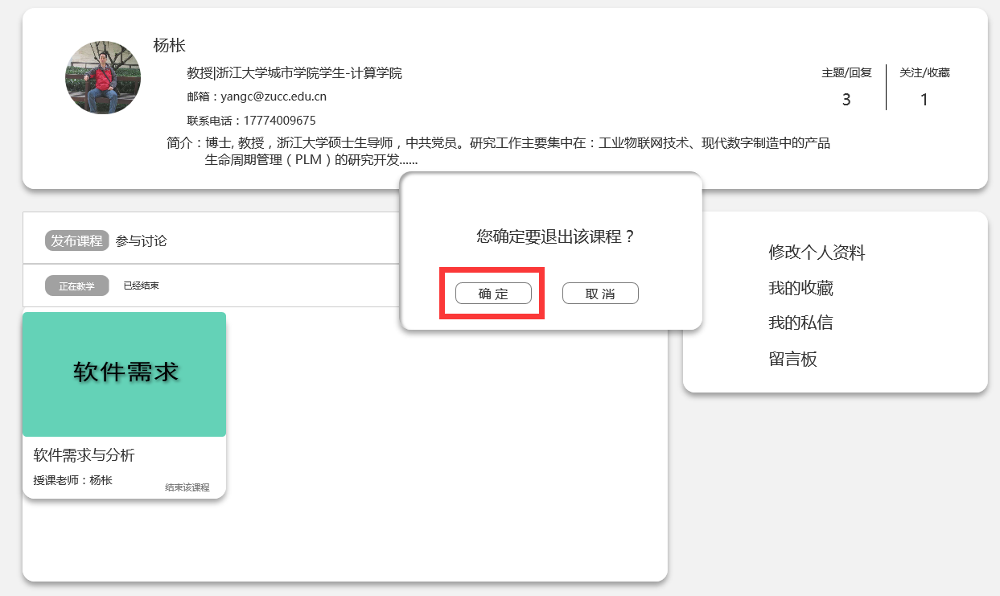 杨枨
教授|浙江大学城市学院学生-计算学院
邮箱：yangc@zucc.edu.cn
联系电话：17774009675
主题/回复
3
关注/收藏
1
简介：博士, 教授，浙江大学硕士生导师，中共党员。研究工作主要集中在：工业物联网技术、现代数字制造中的产品
生命周期管理（PLM）的研究开发......
发布课程 参与讨论
正在教学 已经结束
您确定要退出该课程？
确 定
取 消
修改个人资料
我的收藏
我的私信
留言板
软件需求
软件需求与分析
授课老师：杨枨
结束该课程